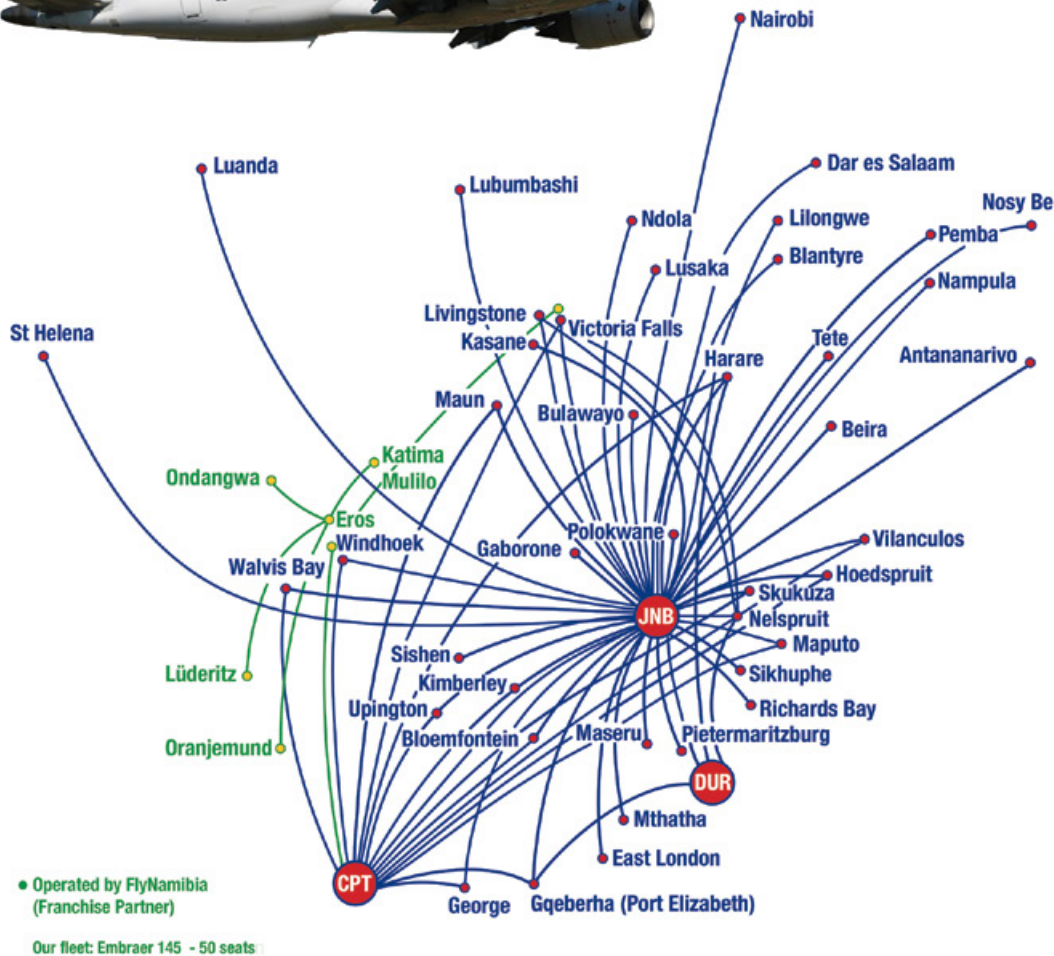 Nairobi
Luanda
Lubumbashi
Dar es Salaam
Nosy Be
Ndola
Lilongwe
Pemba
Blantyre
Lusaka
Nampula
Livingstone
Victoria Falls
St Helena
Kasane
Tete
Harare
Antananarivo
Maun
Bulawayo
Beira
Katima
Mulilo
Ondangwa
Eros
Polokwane
Windhoek
Gaborone
Vilanculos
Walvis Bay
Hoedspruit
Skukuza
JNB
Nelspruit
Maputo
Sishen
Lüderitz
Kimberley
Sikhuphe
Upington
Richards Bay
Bloemfontein
Maseru
Pietermaritzburg
Oranjemund
DUR
Mthatha
East London
CPT
George
Gqeberha (Port Elizabeth)
Operated by FlyNamibia
(Franchise Partner)
Our fleet: Embraer 145 - 50 seats